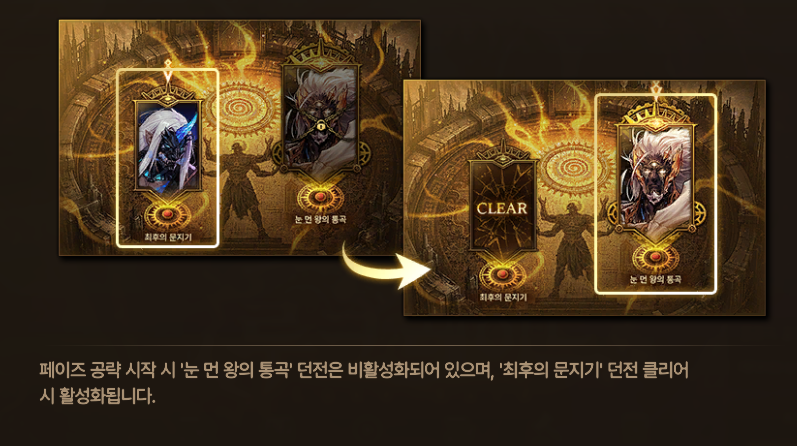 최후의 문지기
눈 먼 왕의 통곡
CLEAR
최후의 문지기
눈 먼 왕의 통곡
페이즈 공략 시작 시 '눈 먼 왕의 통곡' 던전은 비활성화되어 있으며, '최후의 문지기' 던전 클리어
시 활성화됩니다.